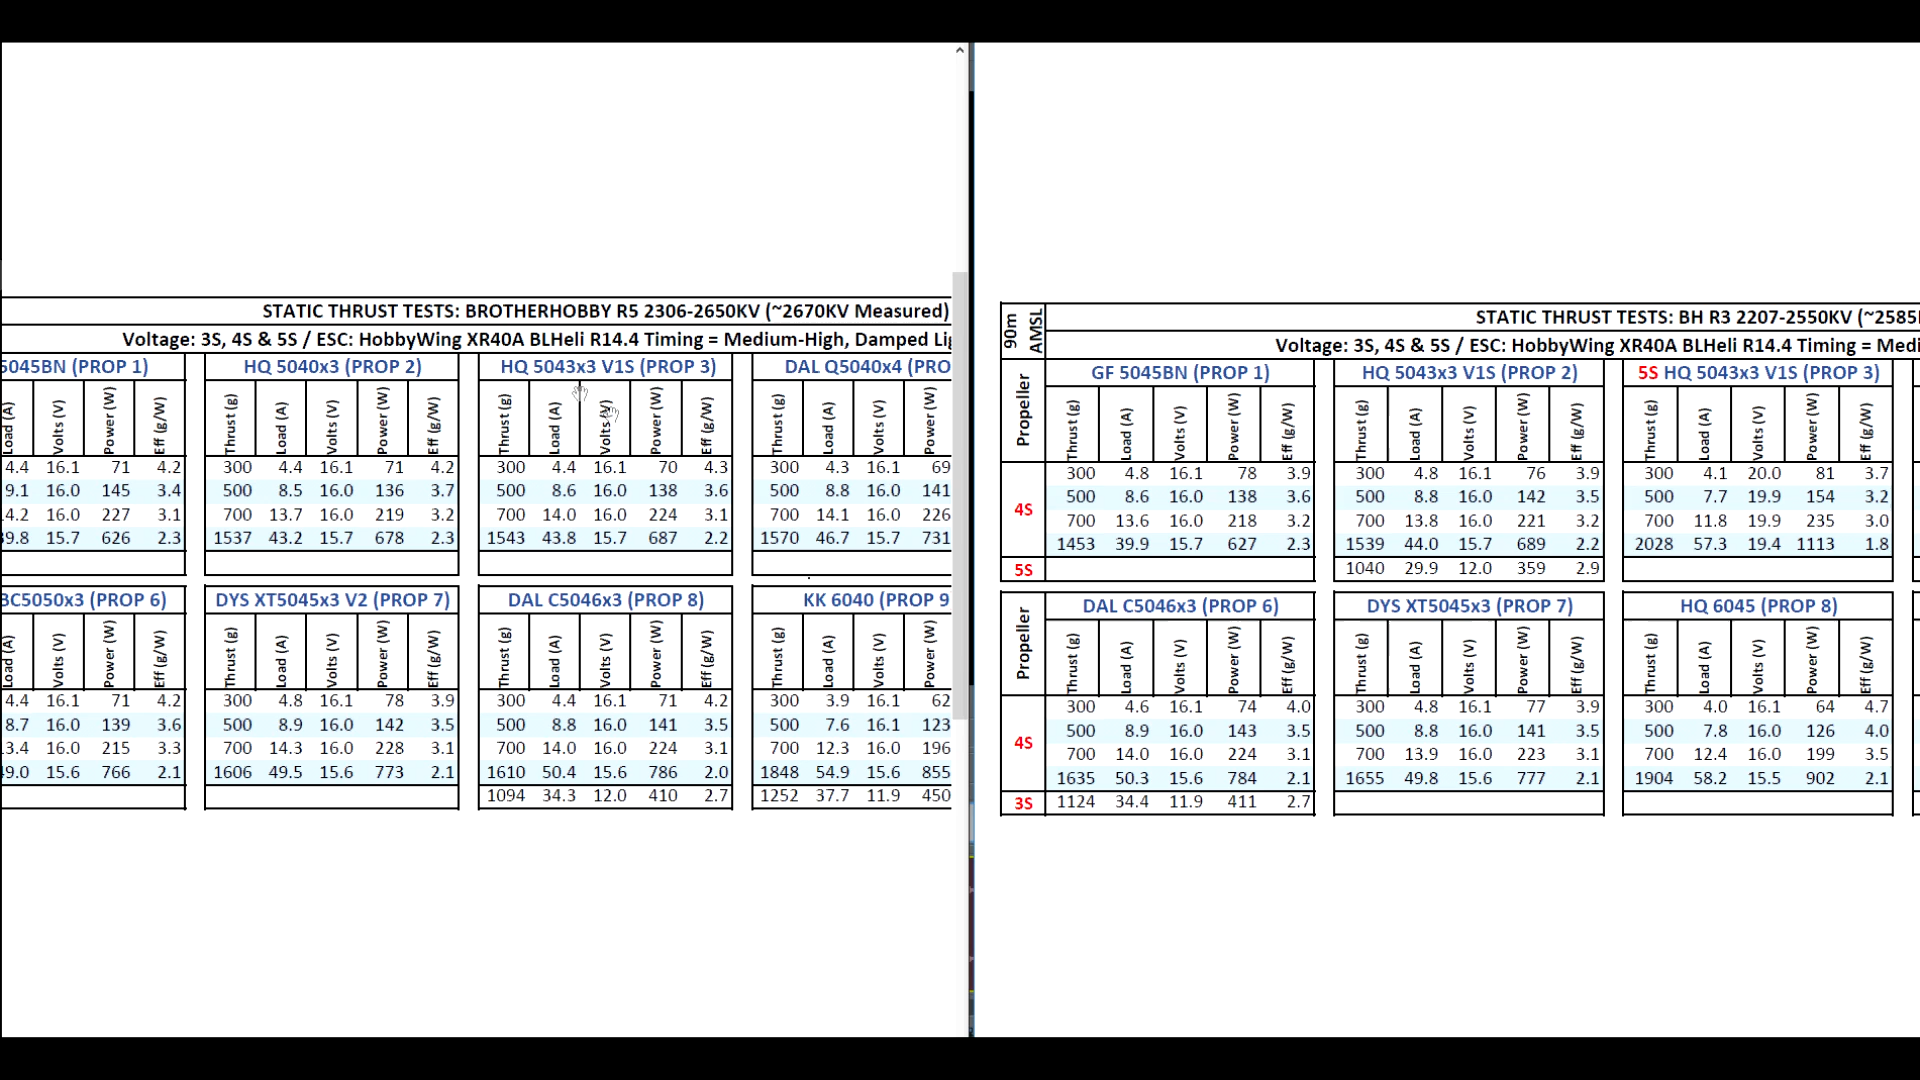 STATIC THRUST TESTS: BROTHERHOBBY R5 2306-2650KV (~2670KV Measured)
Voltage: 3S, 4S & 5S / ESC: HobbyWing XR40A BLHeli R14.4 Timing = Medium-High, Damped Lig
5045BN (PROP 1) HQ 5040x3 (PROP 2) HQ 5043x3 V1S (PROP 3) DAL Q5040x4 (PRO
Load (A) Volts (V) Power (W) Eff (g/W) Thrust (g) Load (A) Volts (V) Power (W) Eff (g/W) Thrust (g) Load (A) Volts (V) Power (W) Eff (g/W) Thrust (g) Load (A) Volts (V) Power (W)
4.4 16.1 71 4.2 300 4.4 16.1 71 4.2 300 4.4 16.1 70 4.3 300 4.3 16.1 69
9.1 16.0 145 3.4 500 8.5 16.0 136 3.7 500 8.6 16.0 138 3.6 500 8.8 16.0 141
4.2 16.0 227 3.1 700 13.7 16.0 219 3.2 700 14.0 16.0 224 3.1 700 14.1 16.0 226
9.8 15.7 626 2.3 1537 43.2 15.7 678 2.3 1543 43.8 15.7 687 2.2 1570 46.7 15.7 731
BC5050x3 (PROP 6) DYS XT5045x3 V2 (PROP 7) DAL C5046x3 (PROP 8) KK 6040 (PROP 9
Load (A) Volts (V) Power (W) Eff (g/W) Thrust (g) Load (A) Volts (V) Power (W) Eff (g/W) Thrust (g) Load (A) Volts (V) Power (W) Eff (g/W) Thrust (g) Load (A) Volts (V) Power (W)
4.4 16.1 71 4.2 300 4.8 16.1 78 3.9 300 4.4 16.1 71 4.2 300 3.9 16.1 62
8.7 16.0 139 3.6 500 8.9 16.0 142 3.5 500 8.8 16.0 141 3.5 500 7.6 16.1 123
3.4 16.0 215 3.3 700 14.3 16.0 228 3.1 700 14.0 16.0 224 3.1 700 12.3 16.0 196
9.0 15.6 766 2.1 1606 49.5 15.6 773 2.1 1610 50.4 15.6 786 2.0 1848 54.9 15.6 855
1094 34.3 12.0 410 2.7 1252 37.7 11.9 450
90m AMSL
STATIC THRUST TESTS: BH R3 2207-2550KV (~2585
Voltage: 3S, 4S & 5S / ESC: HobbyWing XR40A BLHeli R14.4 Timing = Medi
Propeller GF 5045BN (PROP 1) HQ 5043x3 V1S (PROP 2) 5S HQ 5043x3 V1S (PROP 3)
Thrust (g) Load (A) Volts (V) Power (W) Eff (g/W) Thrust (g) Load (A) Volts (V) Power (W) Eff (g/W) Thrust (g) Load (A) Volts (V) Power (W) Eff (g/W)
4S
300 4.8 16.1 78 3.9 300 4.8 16.1 76 3.9 300 4.1 20.0 81 3.7
500 8.6 16.0 138 3.6 500 8.8 16.0 142 3.5 500 7.7 19.9 154 3.2
700 13.6 16.0 218 3.2 700 13.8 16.0 221 3.2 700 11.8 19.9 235 3.0
1453 39.9 15.7 627 2.3 1539 44.0 15.7 689 2.2 2028 57.3 19.4 1113 1.8
5S 1040 29.9 12.0 359 2.9
Propeller DAL C5046x3 (PROP 6) DYS XT5045x3 (PROP 7) HQ 6045 (PROP 8)
Thrust (g) Load (A) Volts (V) Power (W) Eff (g/W) Thrust (g) Load (A) Volts (V) Power (W) Eff (g/W) Thrust (g) Load (A) Volts (V) Power (W) Eff (g/W)
4S
300 4.6 16.1 74 4.0 300 4.8 16.1 77 3.9 300 4.0 16.1 64 4.7
500 8.9 16.0 143 3.5 500 8.8 16.0 141 3.5 500 7.8 16.0 126 4.0
700 14.0 16.0 224 3.1 700 13.9 16.0 223 3.1 700 12.4 16.0 199 3.5
1635 50.3 15.6 784 2.1 1655 49.8 15.6 777 2.1 1904 58.2 15.5 902 2.1
3S 1124 34.4 11.9 411 2.7